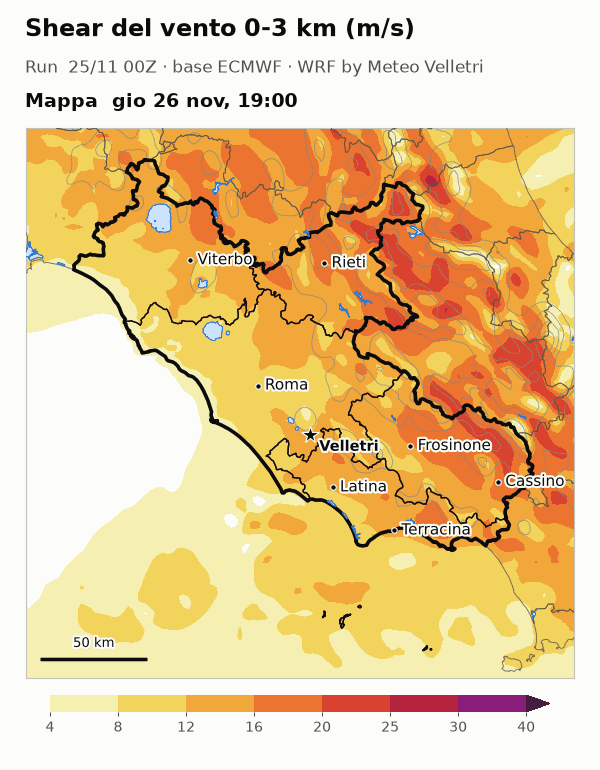 Shear del vento 0-3 km (m/s)
Run  25/11 00Z · base ECMWF · WRF by Meteo Velletri
Mappa  gio 26 nov, 19:00
Viterbo
Rieti
Roma
Velletri
Frosinone
Cassino
Latina
Terracina
50 km
4 8 12 16 20 25 30 40